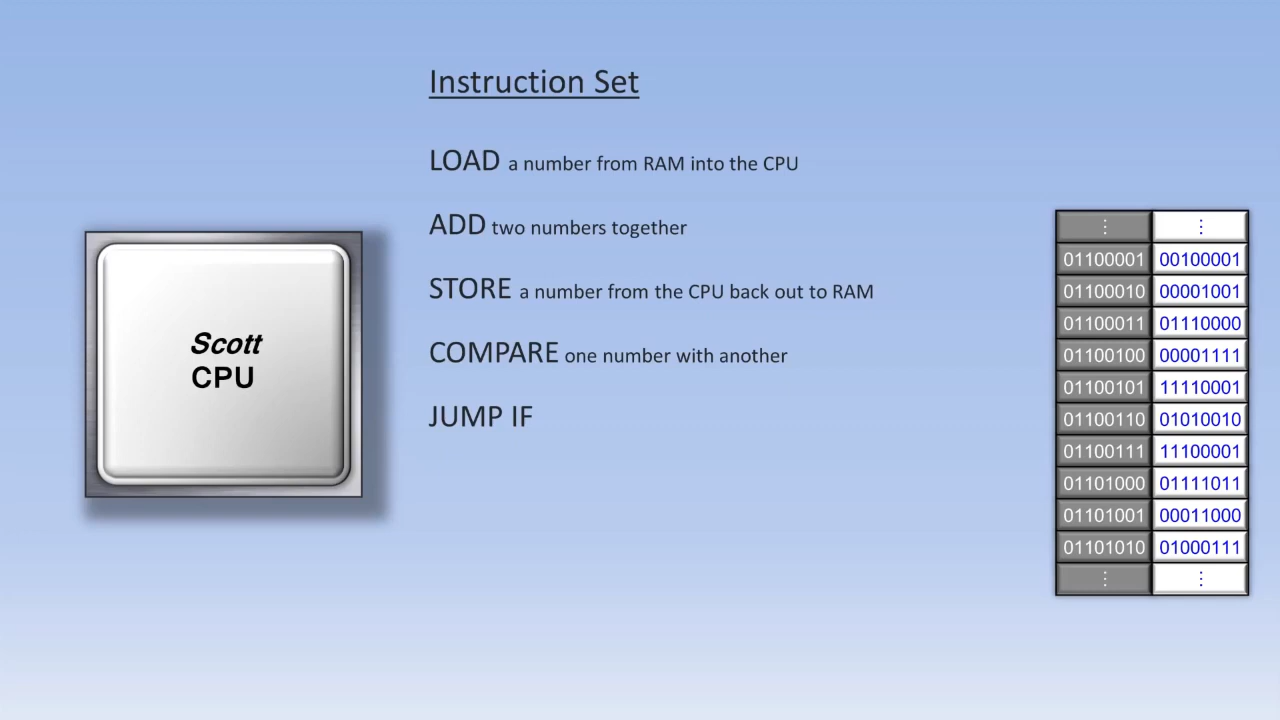 Instruction Set
LOAD a number from RAM into the CPU
ADD two numbers together
STORE a number from the CPU back out to RAM
COMPARE one number with another
JUMP IF
Scott
CPU
⋮ ⋮
01100001 00100001
01100010 00001001
01100011 01110000
01100100 00001111
01100101 11110001
01100110 01010010
01100111 11100001
01101000 01111011
01101001 00011000
01101010 01000111
⋮ ⋮